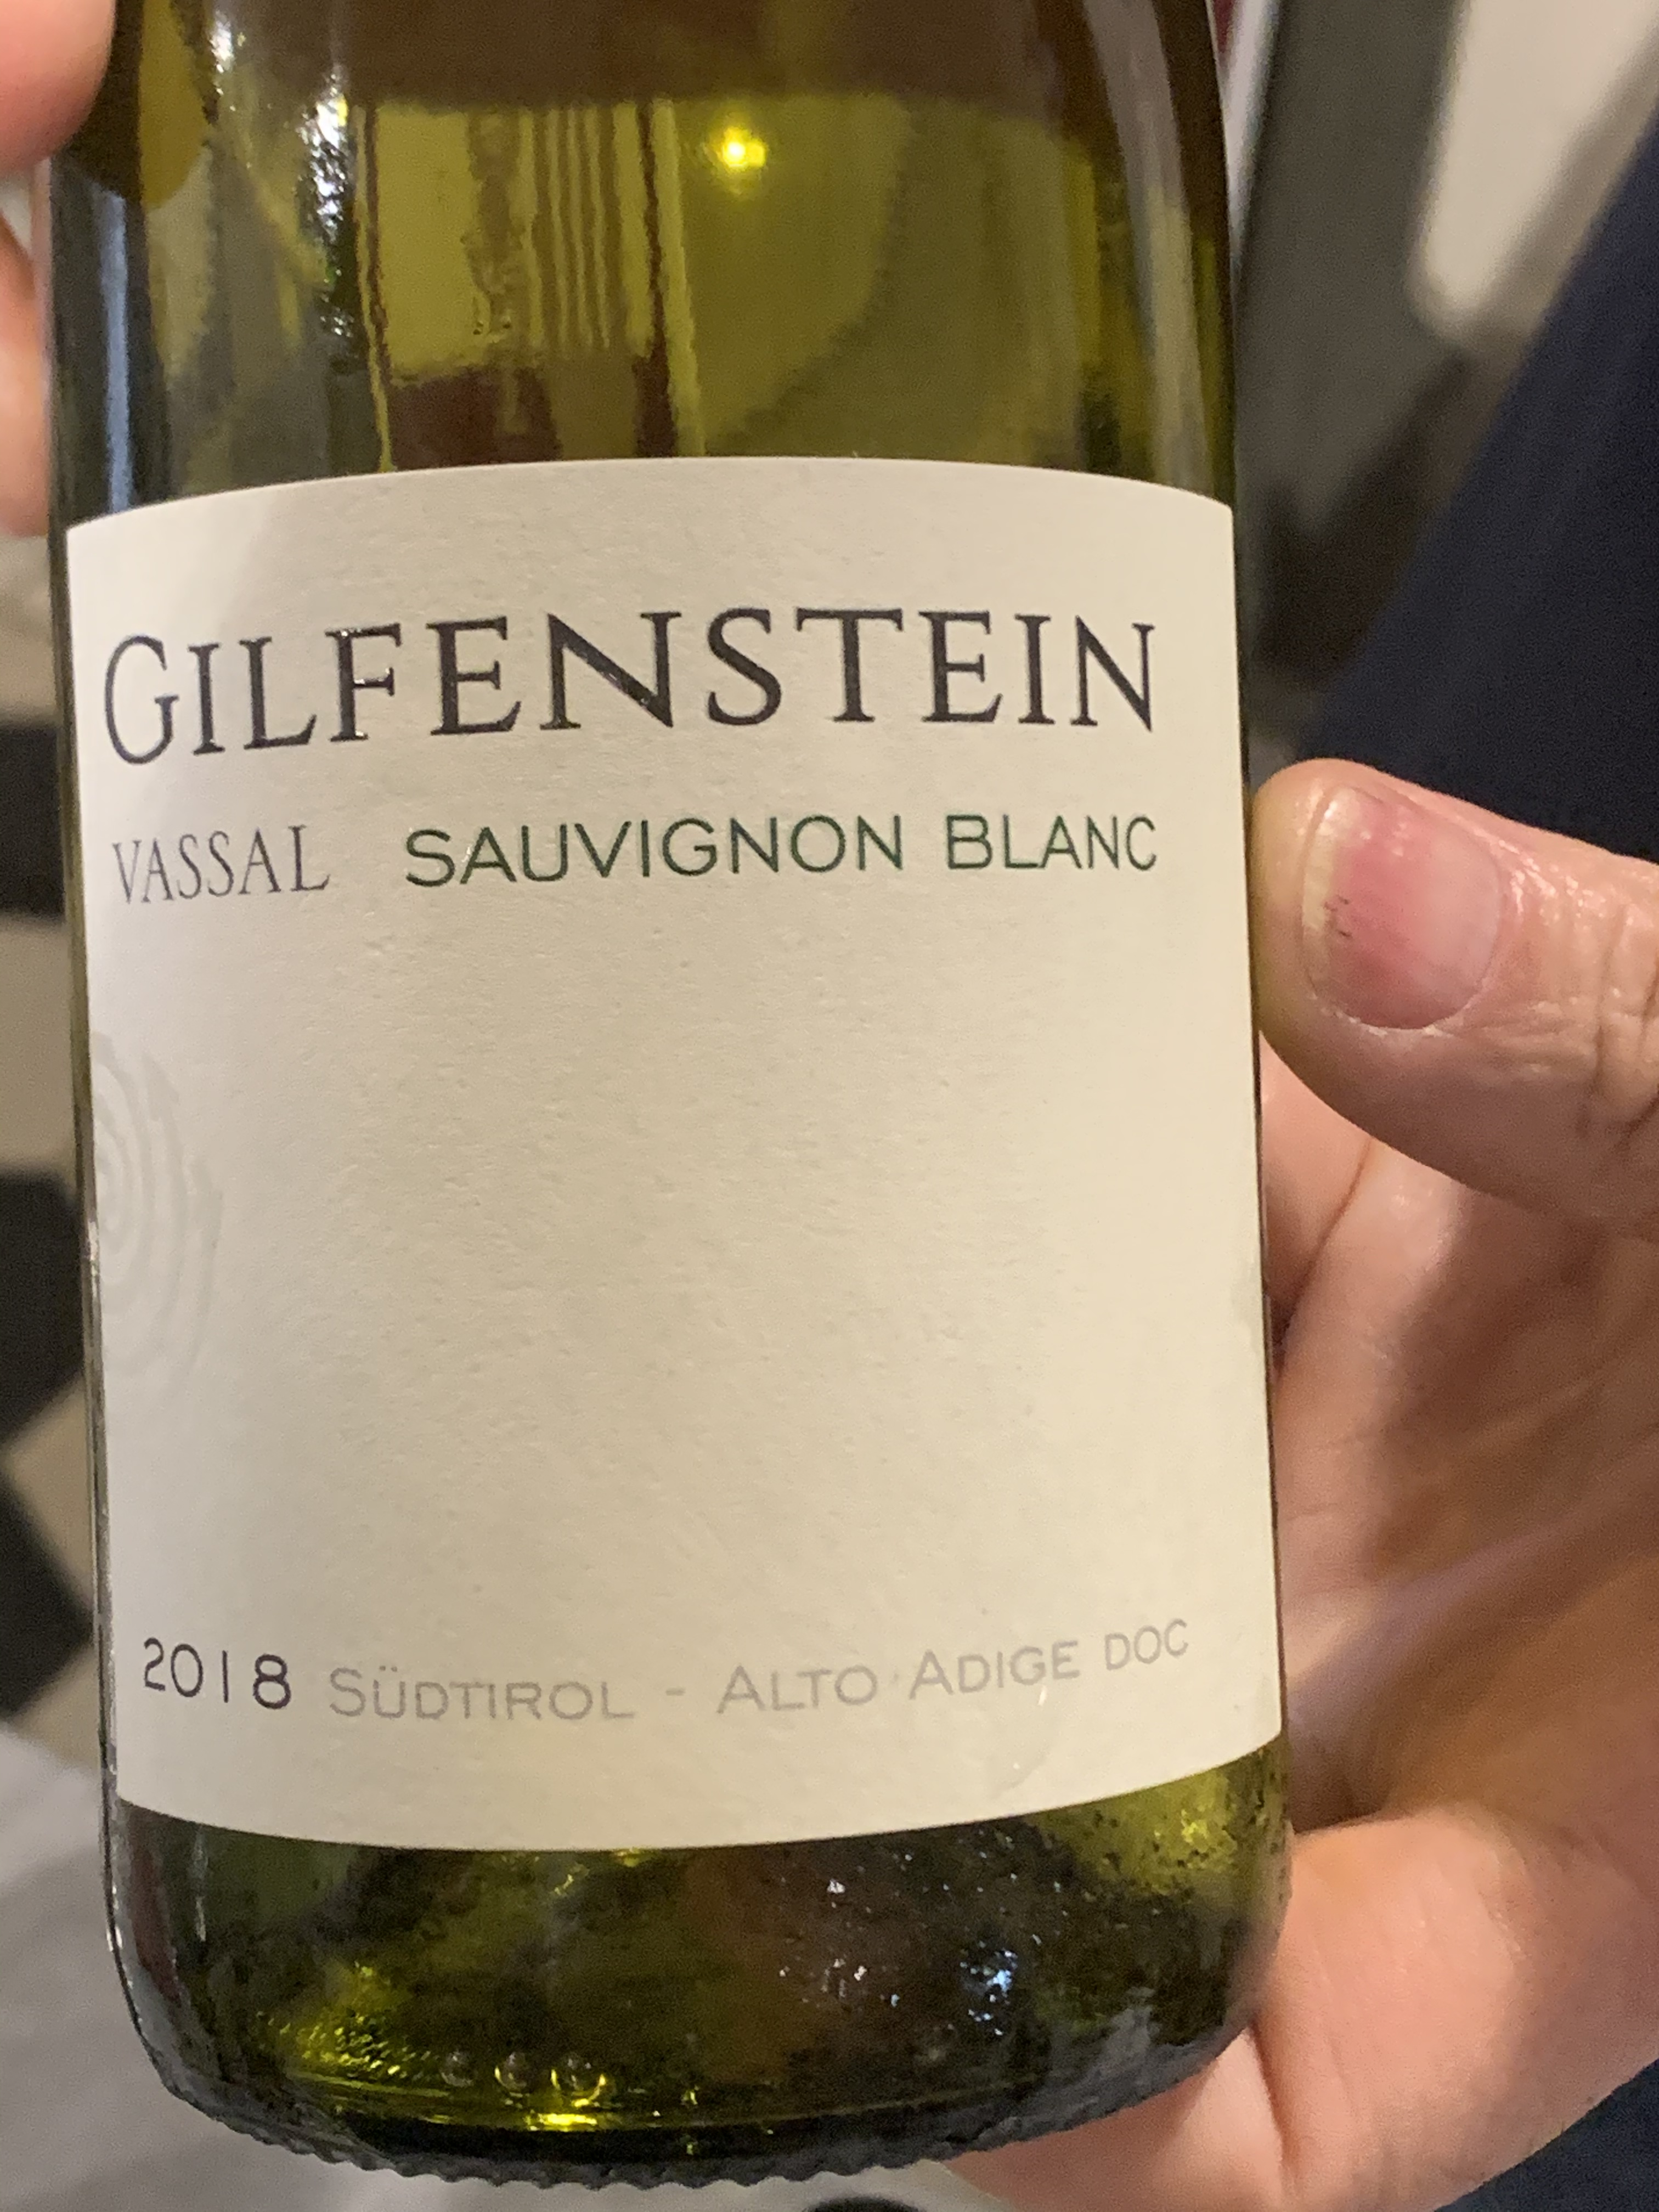 GILFENSTEIN
VASSAL SAUVIGNON BLANC
2018 SÜDTIROL - ALTO ADIGE DOC